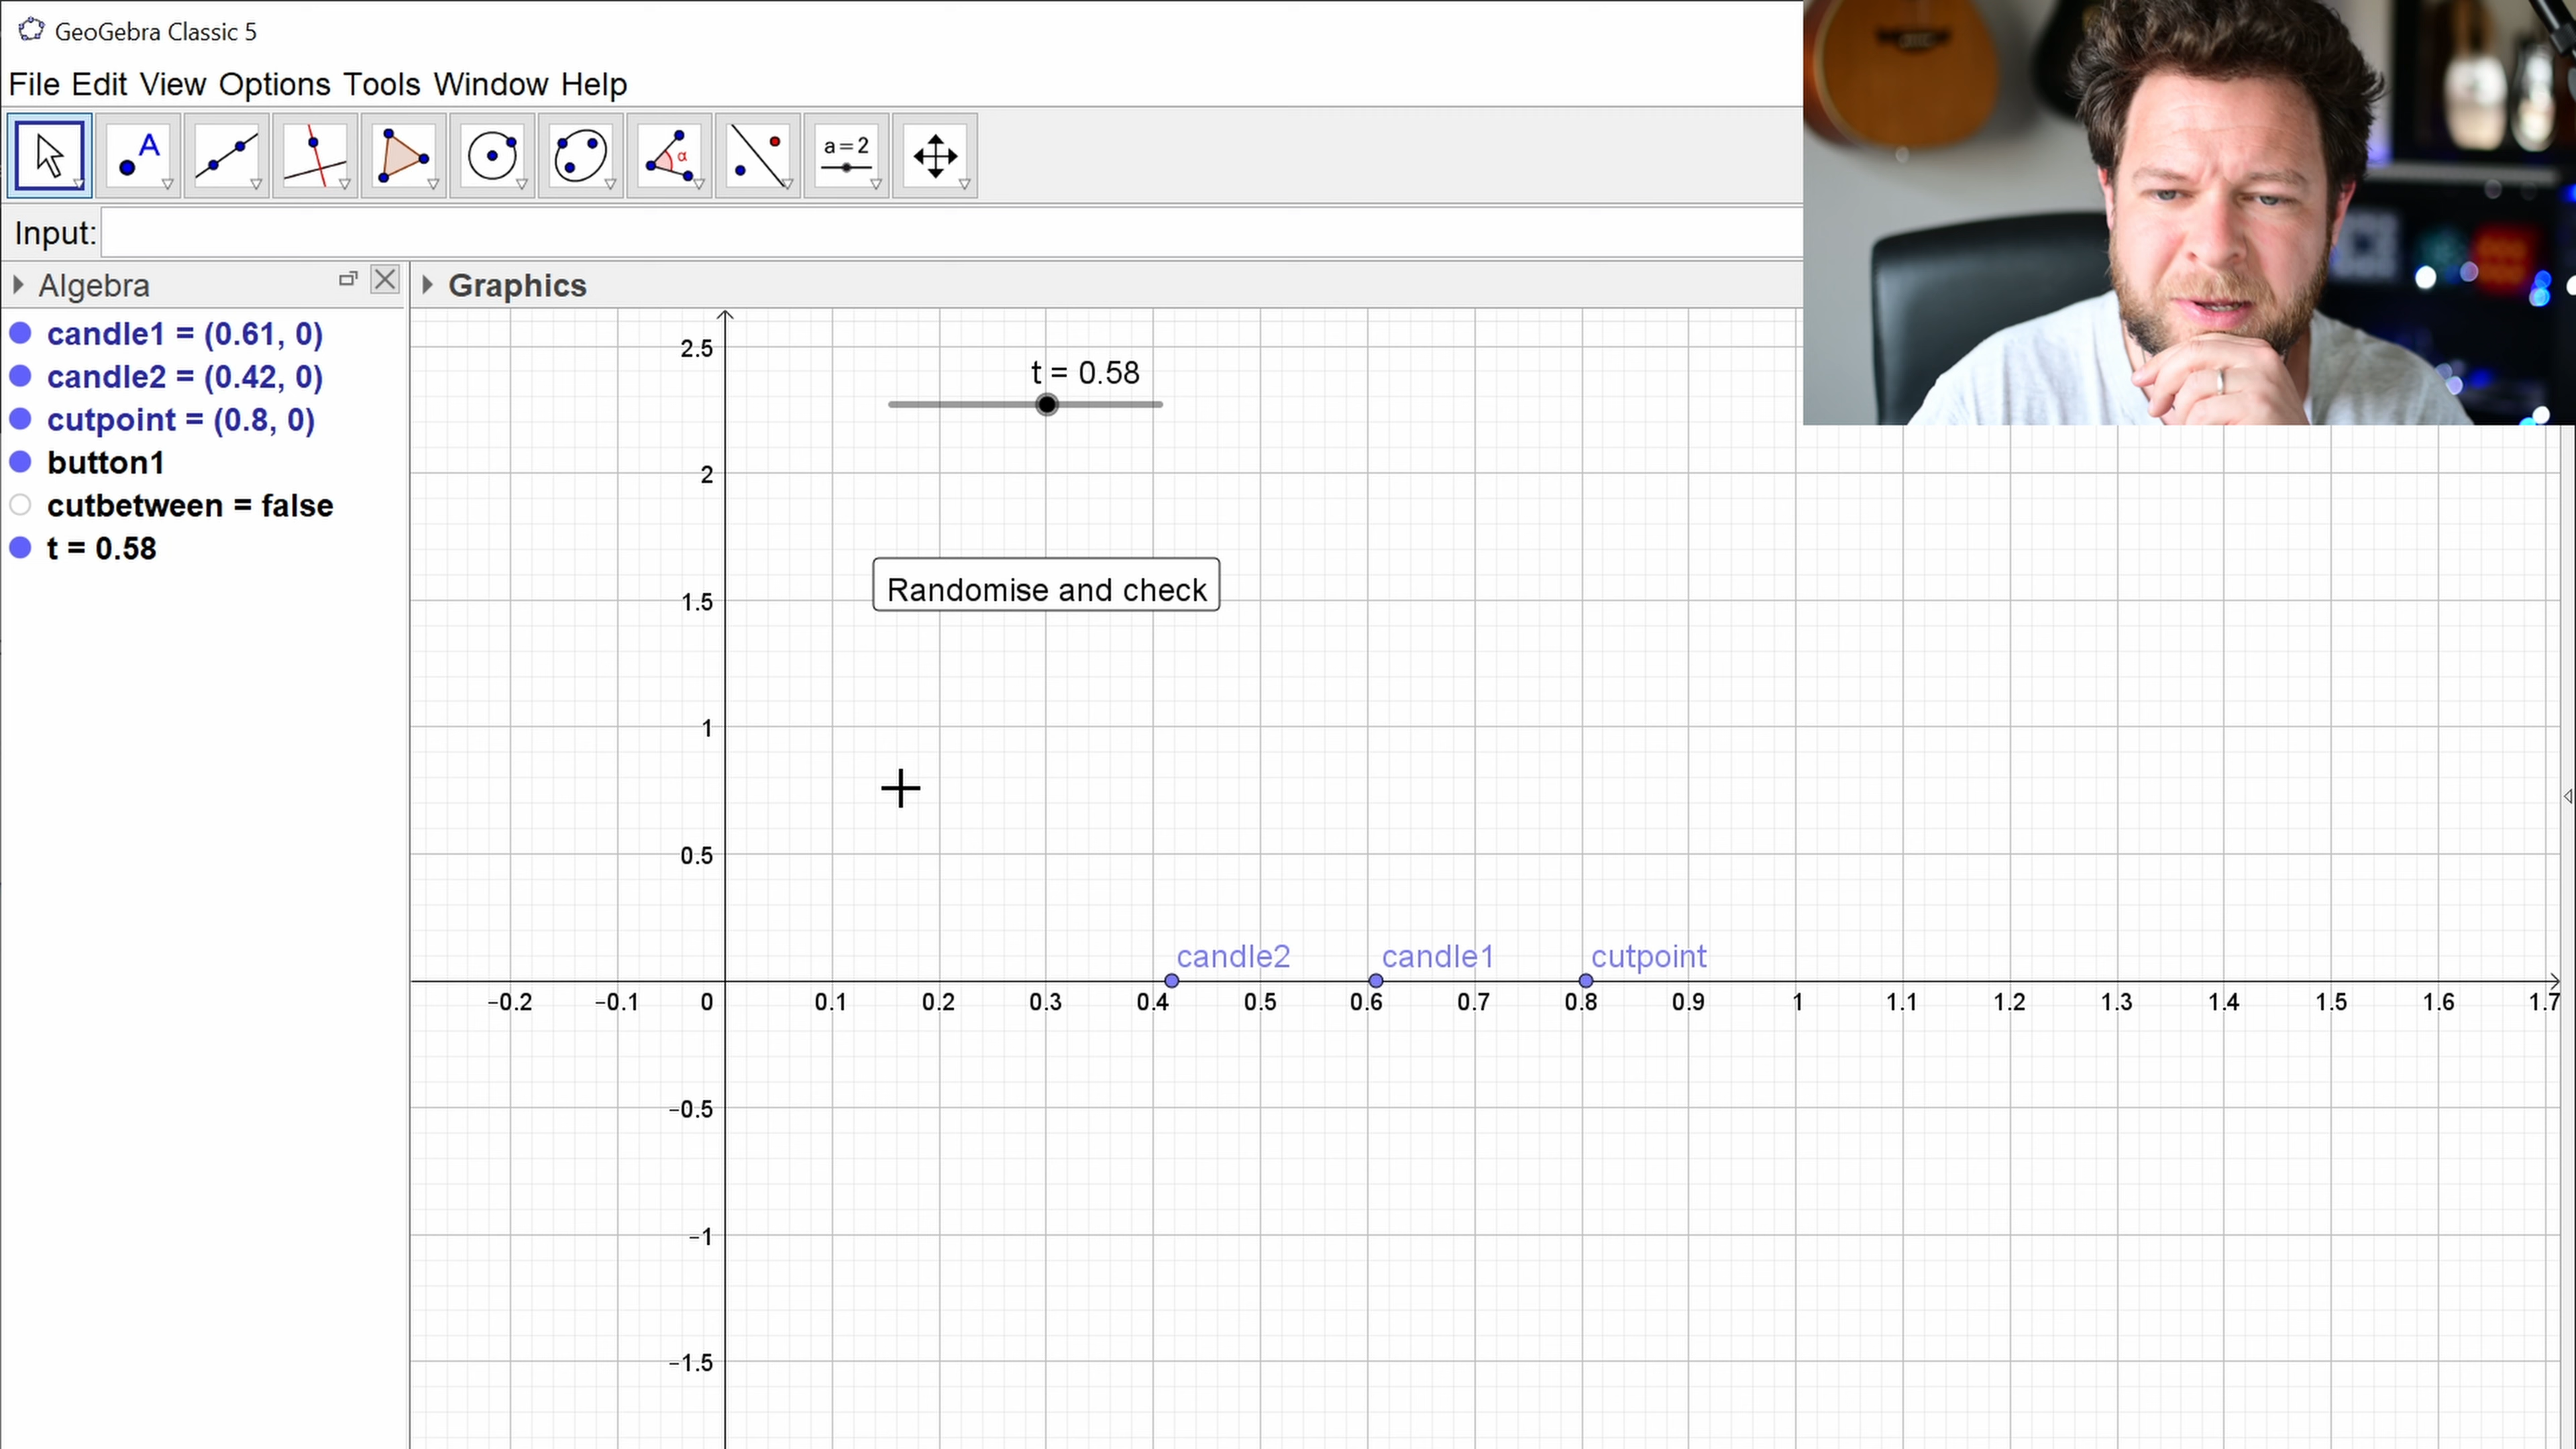 GeoGebra Classic 5
File Edit View Options Tools Window Help
A
α
a = 2
Input:
Algebra
Graphics
candle1 = (0.61, 0)
candle2 = (0.42, 0)
cutpoint = (0.8, 0)
button1
cutbetween = false
t = 0.58
t = 0.58
Randomise and check
2.5
2
1.5
1
0.5
candle2 candle1 cutpoint
−0.2 −0.1 0 0.1 0.2 0.3 0.4 0.5 0.6 0.7 0.8 0.9 1 1.1 1.2 1.3 1.4 1.5 1.6 1.7
−0.5
−1
−1.5